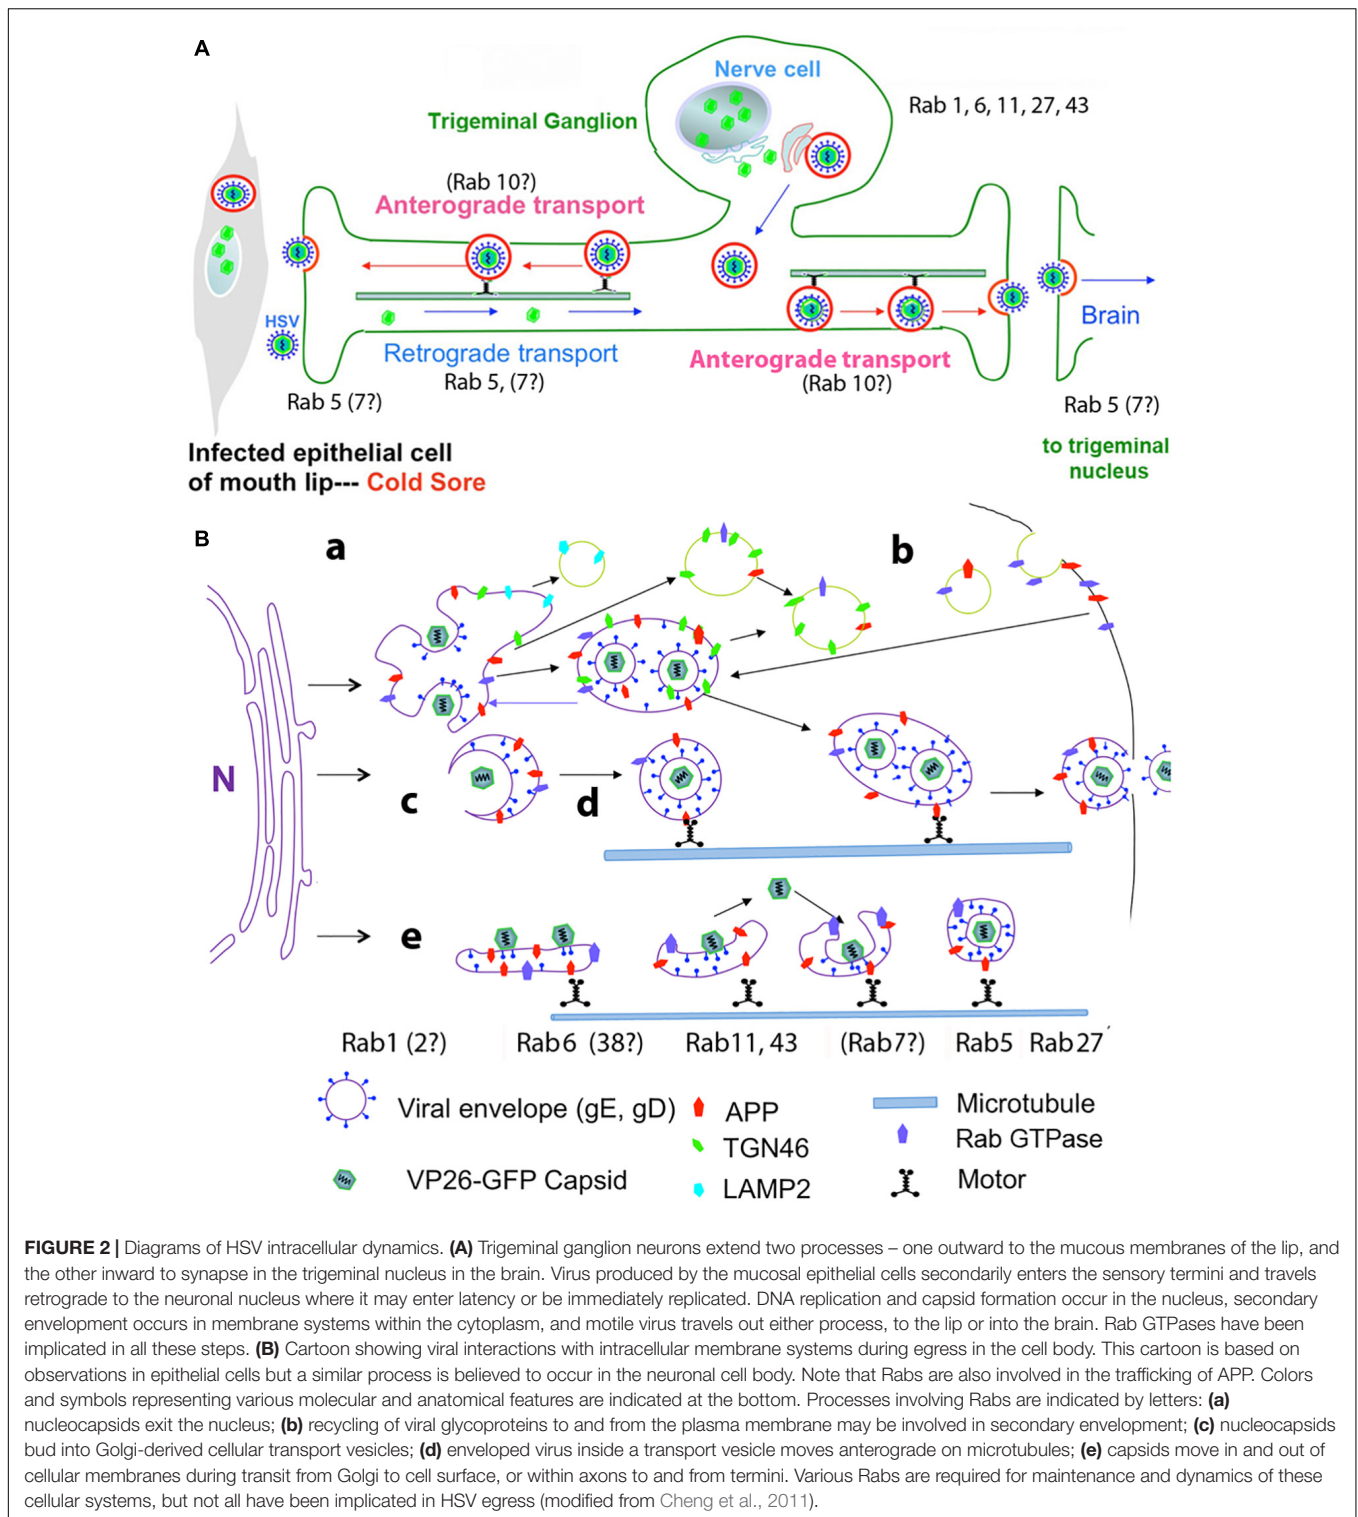 A
Nerve cell
Rab 1, 6, 11, 27, 43
Trigeminal Ganglion
(Rab 10?)
Anterograde transport
HSV
Retrograde transport
Rab 5, (7?)
Rab 5 (7?)
Anterograde transport
(Rab 10?)
Brain
Rab 5 (7?)
to trigeminal
nucleus
Infected epithelial cell
of mouth lip--- Cold Sore
B
a
b
N
c
d
e
Rab1 (2?)
Rab6 (38?)
Rab11, 43
(Rab7?)
Rab5
Rab27
Viral envelope (gE, gD)
APP
Microtubule
TGN46
Rab GTPase
VP26-GFP Capsid
LAMP2
Motor
FIGURE 2 | Diagrams of HSV intracellular dynamics. (A) Trigeminal ganglion neurons extend two processes – one outward to the mucous membranes of the lip, and
the other inward to synapse in the trigeminal nucleus in the brain. Virus produced by the mucosal epithelial cells secondarily enters the sensory termini and travels
retrograde to the neuronal nucleus where it may enter latency or be immediately replicated. DNA replication and capsid formation occur in the nucleus, secondary
envelopment occurs in membrane systems within the cytoplasm, and motile virus travels out either process, to the lip or into the brain. Rab GTPases have been
implicated in all these steps. (B) Cartoon showing viral interactions with intracellular membrane systems during egress in the cell body. This cartoon is based on
observations in epithelial cells but a similar process is believed to occur in the neuronal cell body. Note that Rabs are also involved in the trafficking of APP. Colors
and symbols representing various molecular and anatomical features are indicated at the bottom. Processes involving Rabs are indicated by letters: (a)
nucleocapsids exit the nucleus; (b) recycling of viral glycoproteins to and from the plasma membrane may be involved in secondary envelopment; (c) nucleocapsids
bud into Golgi-derived cellular transport vesicles; (d) enveloped virus inside a transport vesicle moves anterograde on microtubules; (e) capsids move in and out of
cellular membranes during transit from Golgi to cell surface, or within axons to and from termini. Various Rabs are required for maintenance and dynamics of these
cellular systems, but not all have been implicated in HSV egress (modified from Cheng et al., 2011).